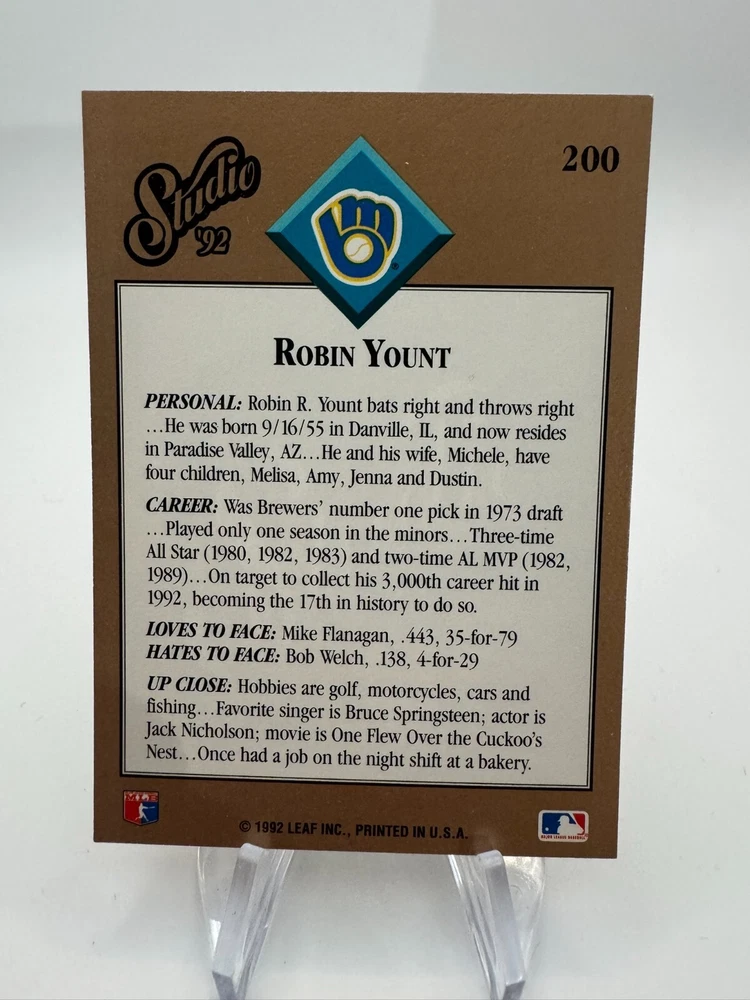 Studio
'92
200
ROBIN YOUNT
PERSONAL: Robin R. Yount bats right and throws right
...He was born 9/16/55 in Danville, IL, and now resides
in Paradise Valley, AZ...He and his wife, Michele, have
four children, Melisa, Amy, Jenna and Dustin.
CAREER: Was Brewers' number one pick in 1973 draft
...Played only one season in the minors...Three-time
All Star (1980, 1982, 1983) and two-time AL MVP (1982,
1989)...On target to collect his 3,000th career hit in
1992, becoming the 17th in history to do so.
LOVES TO FACE: Mike Flanagan, .443, 35-for-79
HATES TO FACE: Bob Welch, .138, 4-for-29
UP CLOSE: Hobbies are golf, motorcycles, cars and
fishing...Favorite singer is Bruce Springsteen; actor is
Jack Nicholson; movie is One Flew Over the Cuckoo's
Nest...Once had a job on the night shift at a bakery.
© 1992 LEAF INC., PRINTED IN U.S.A.
MAJOR LEAGUE BASEBALL